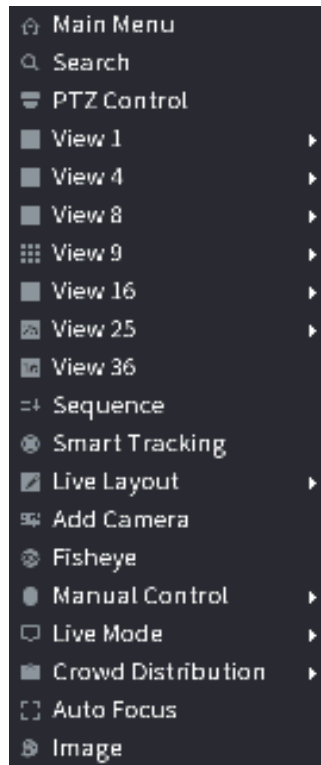 Main Menu
Search
PTZ Control
View 1
View 4
View 8
View 9
View 16
View 25
View 36
Sequence
Smart Tracking
Live Layout
Add Camera
Fisheye
Manual Control
Live Mode
Crowd Distribution
Auto Focus
Image